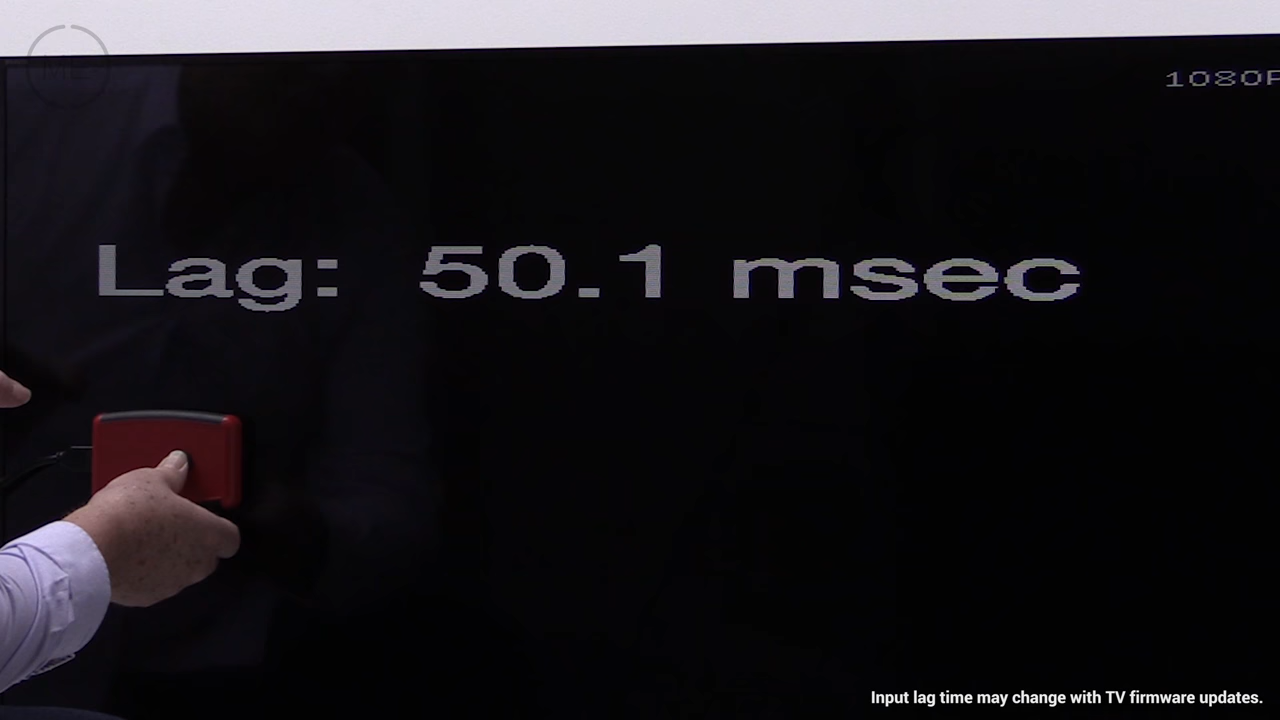 1080P
Lag: 50.1 msec
Input lag time may change with TV firmware updates.